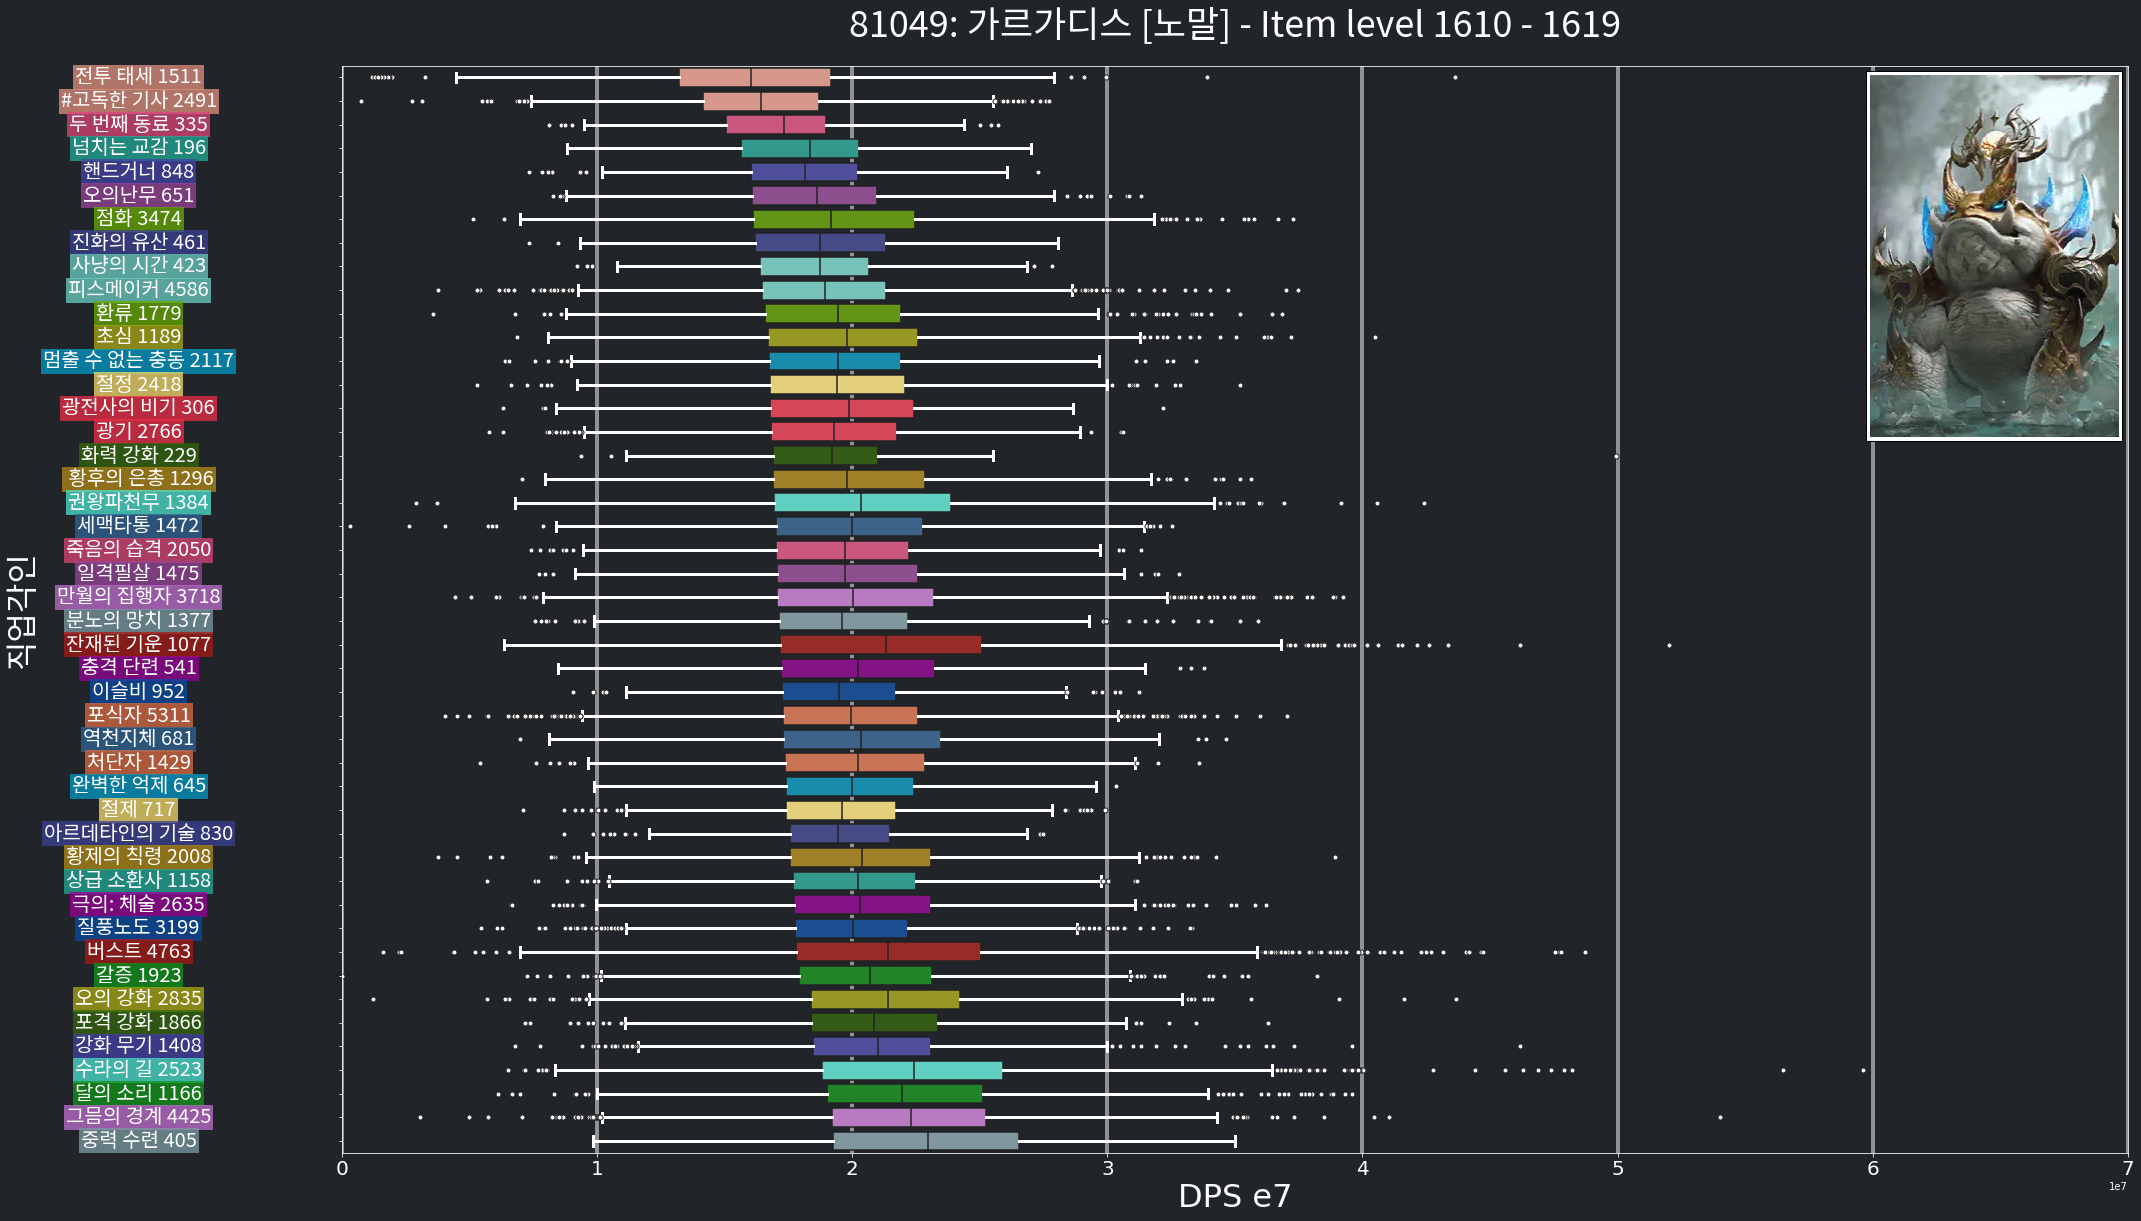 81049: 가르가디스 [노말] - Item level 1610 - 1619
전투 태세 1511
#고독한 기사 2491
두 번째 동료 335
넘치는 교감 196
핸드거너 848
오의난무 651
점화 3474
진화의 유산 461
사냥의 시간 423
피스메이커 4586
환류 1779
초심 1189
멈출 수 없는 충동 2117
절정 2418
광전사의 비기 306
광기 2766
화력 강화 229
황후의 은총 1296
권왕파천무 1384
세맥타통 1472
죽음의 습격 2050
일격필살 1475
만월의 집행자 3718
분노의 망치 1377
잔재된 기운 1077
충격 단련 541
이슬비 952
포식자 5311
역천지체 681
처단자 1429
완벽한 억제 645
절제 717
아르데타인의 기술 830
황제의 칙령 2008
상급 소환사 1158
극의: 체술 2635
질풍노도 3199
버스트 4763
갈증 1923
오의 강화 2835
포격 강화 1866
강화 무기 1408
수라의 길 2523
달의 소리 1166
그믐의 경계 4425
중력 수련 405
직업각인
0 1 2 3 4 5 6 7
DPS e7
1e7